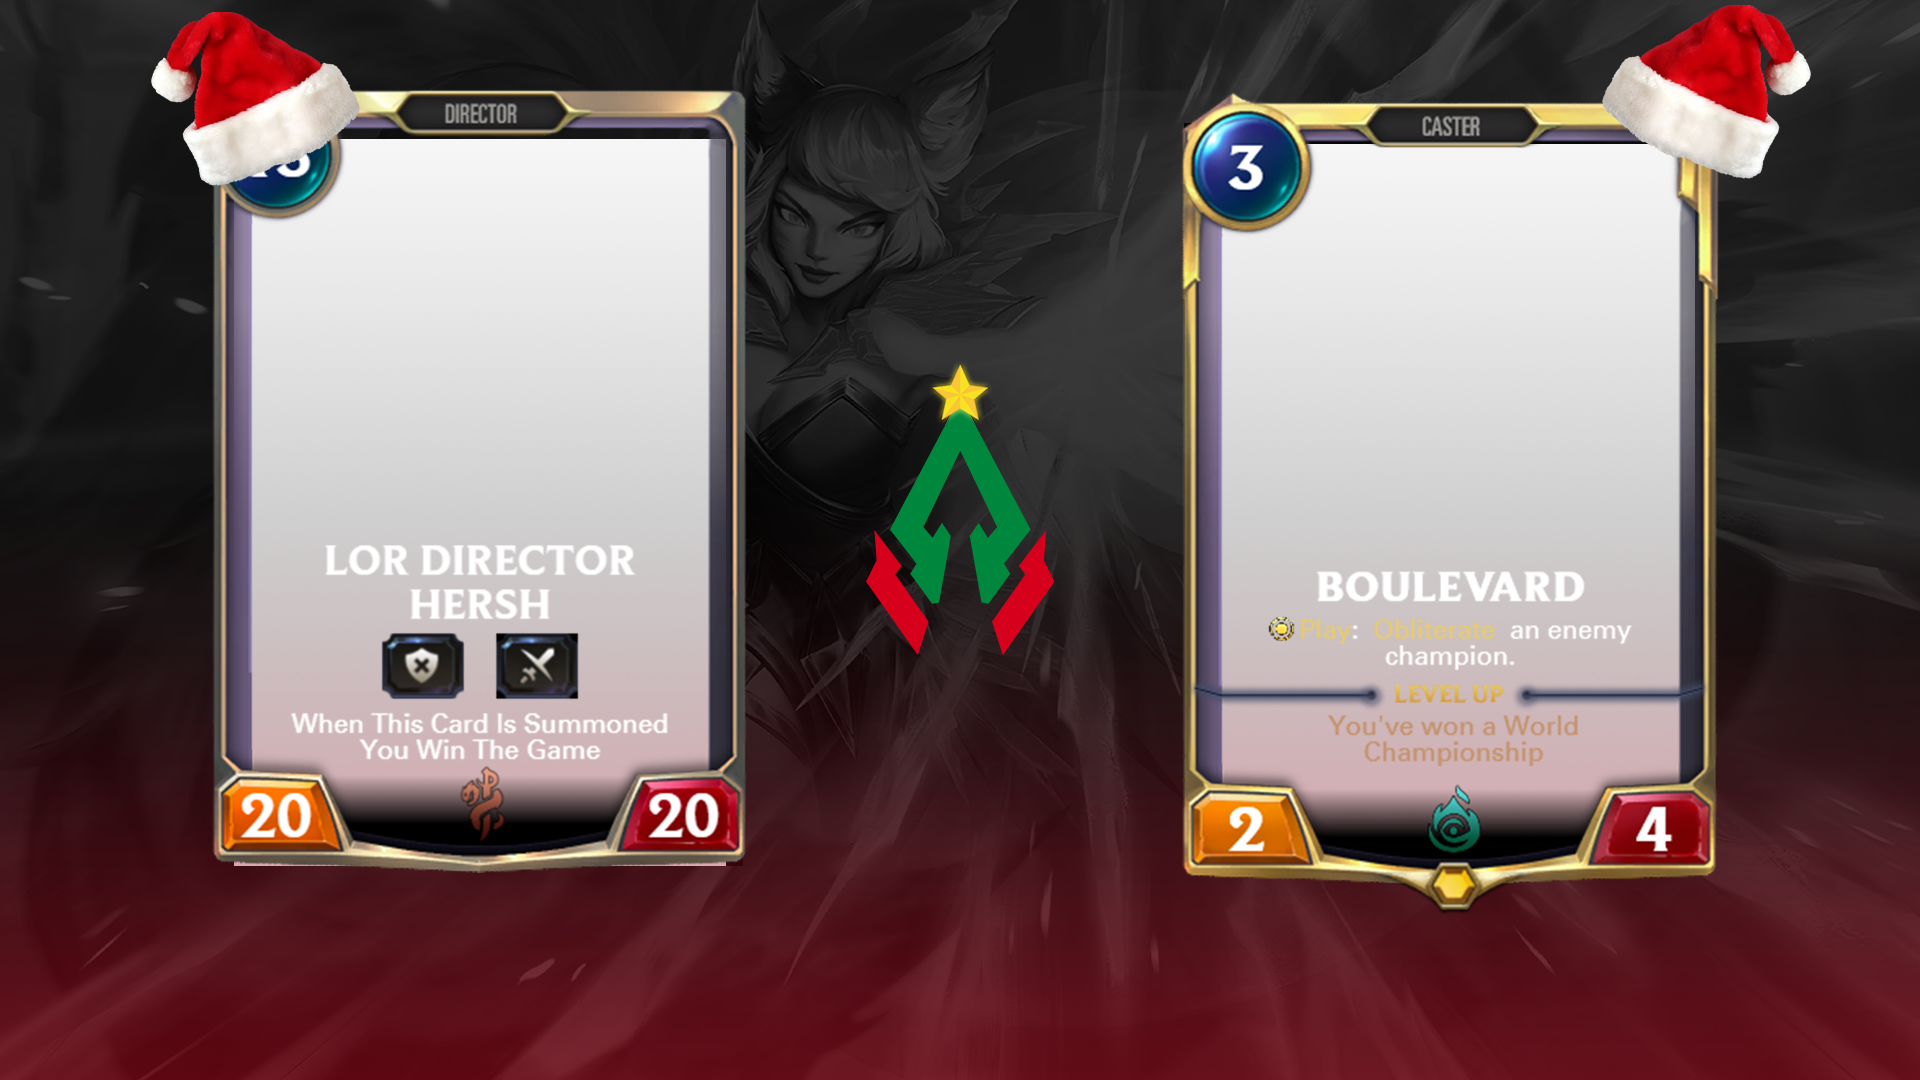 DIRECTOR
LOR DIRECTOR
HERSH
When This Card Is Summoned
You Win The Game
20
20
CASTER
3
BOULEVARD
Play: Obliterate an enemy
champion.
LEVEL UP
You've won a World
Championship
2
4